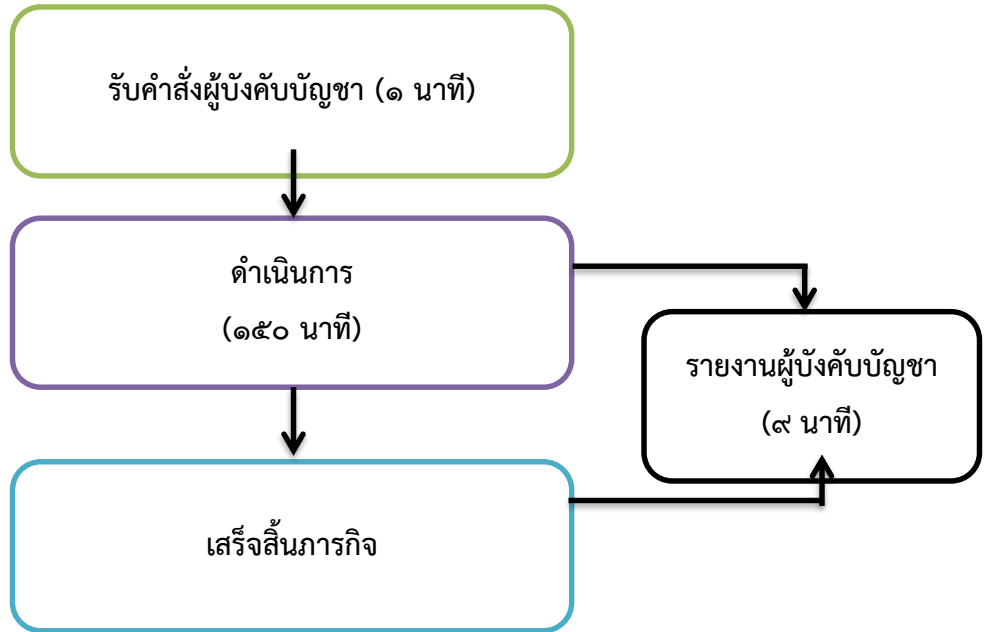 รับคำสั่งผู้บังคับบัญชา (๑ นาที)
ดำเนินการ
(๑๕๐ นาที)
รายงานผู้บังคับบัญชา
(๙ นาที)
เสร็จสิ้นภารกิจ